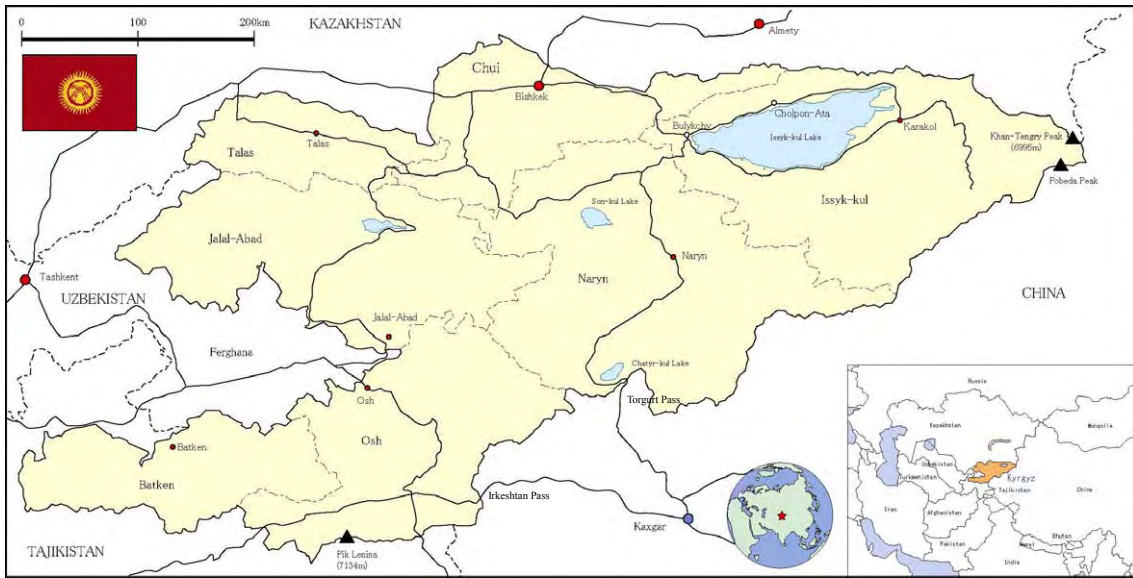 0 100 200km
KAZAKHSTAN
Almety
Chui
Bishkek
Cholpon-Ata
Bulykchy
Issyk-kul Lake
Karakol
Khan-Tengry Peak
(6995m)
Talas
Talas
Pobeda Peak
Issyk-kul
Son-kul Lake
Jalal-Abad
Naryn
Tashkent
Naryn
UZBEKISTAN
CHINA
Jalal-Abad
Ferghana
Chatyr-kul Lake
Osh
Torgurt Pass
Osh
Batken
Batken
Irkeshtan Pass
Kaxgar
TAJIKISTAN
Pik Lenina
(7134m)
Russia
Kazakhstan
Mongolia
Uzbekistan
Kyrgyz
Turkmenistan
Tajikistan
China
Iran
Afghanistan
Pakistan
Nepal
Bhutan
India